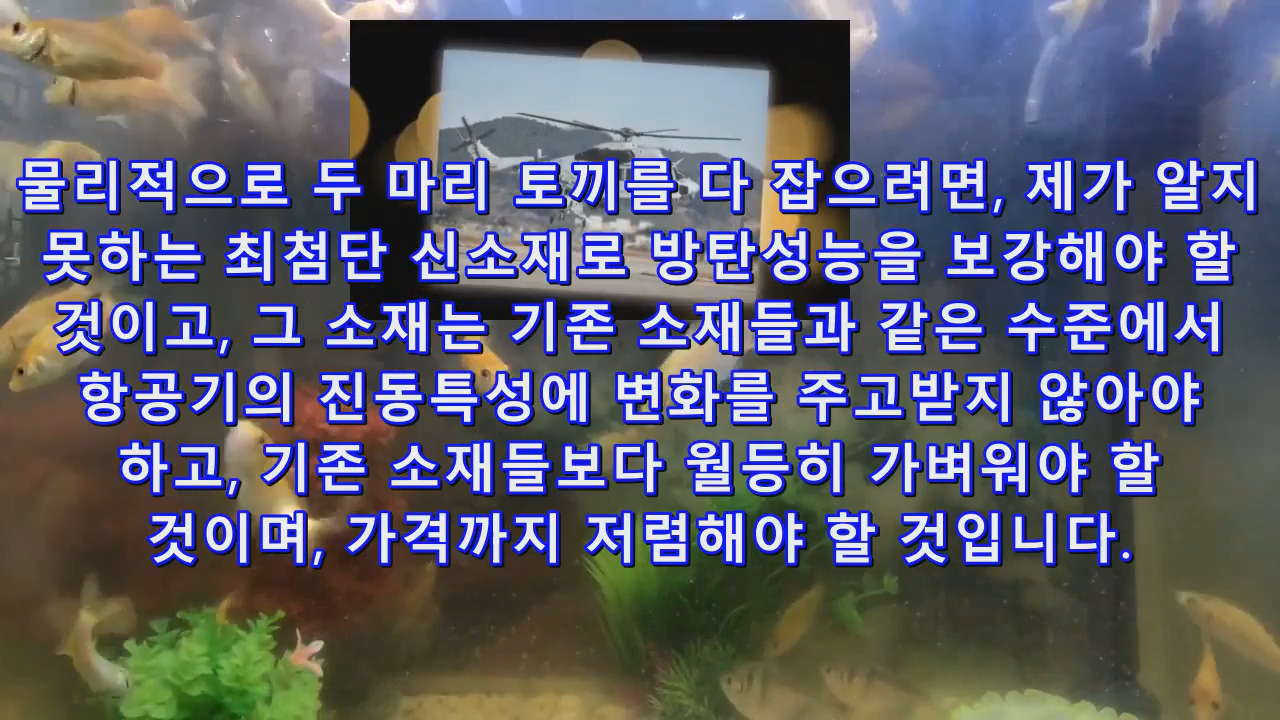 물리적으로 두 마리 토끼를 다 잡으려면, 제가 알지
못하는 최첨단 신소재로 방탄성능을 보강해야 할
것이고, 그 소재는 기존 소재들과 같은 수준에서
항공기의 진동특성에 변화를 주고받지 않아야
하고, 기존 소재들보다 월등히 가벼워야 할
것이며, 가격까지 저렴해야 할 것입니다.